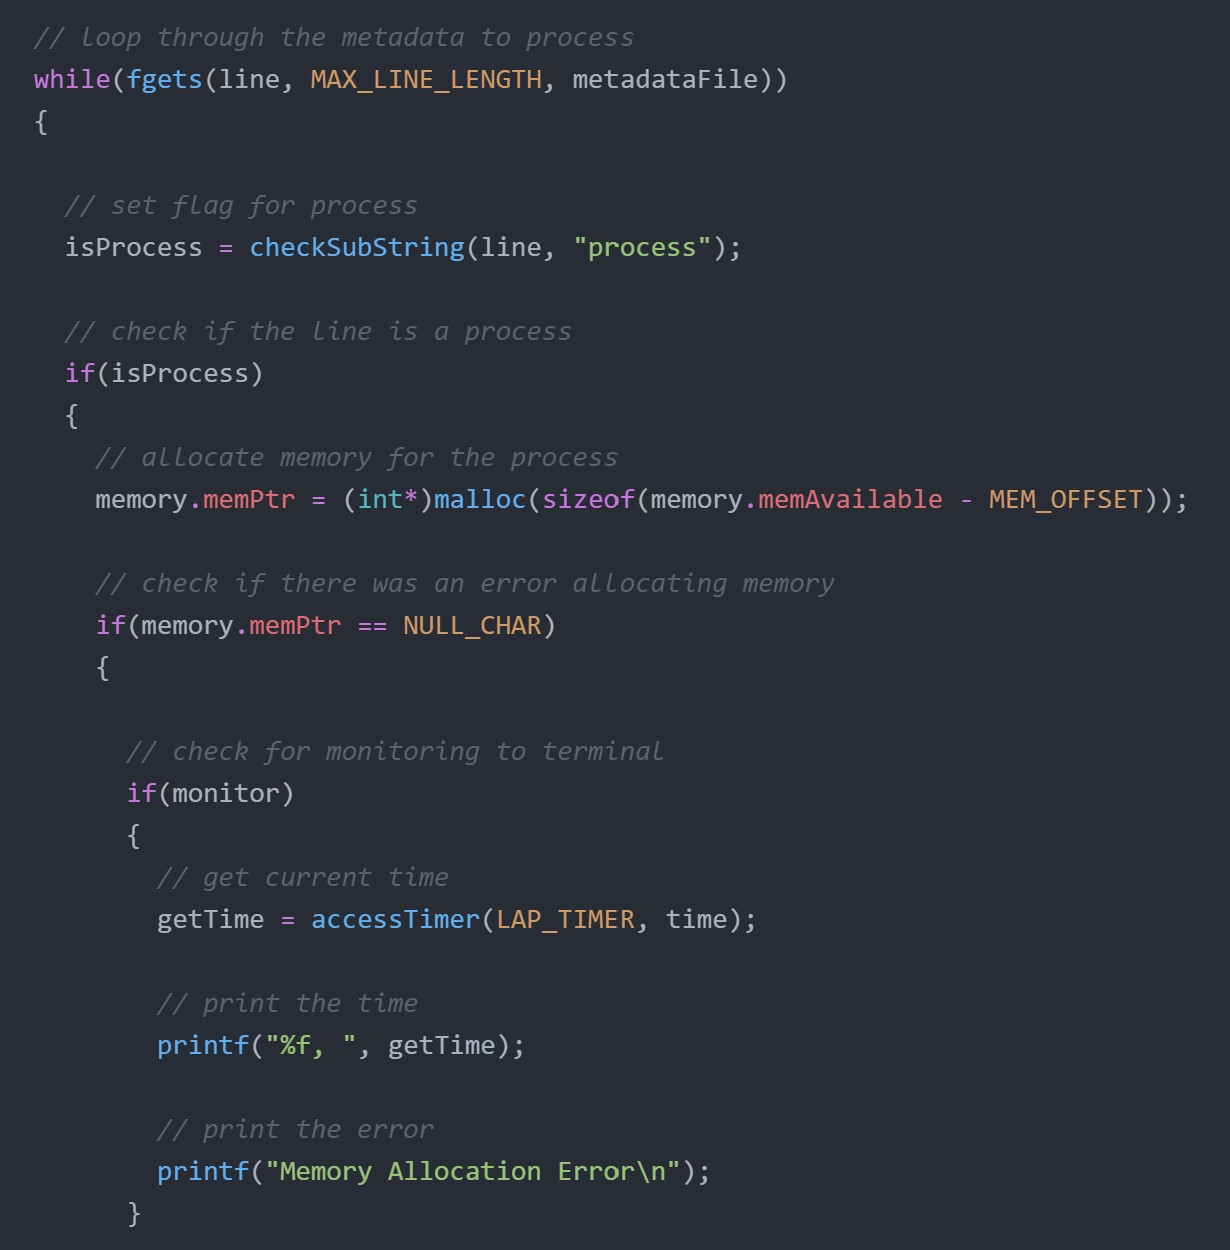 // loop through the metadata to process
while(fgets(line, MAX_LINE_LENGTH, metadataFile))
{
// set flag for process
isProcess = checkSubString(line, "process");
// check if the line is a process
if(isProcess)
{
// allocate memory for the process
memory.memPtr = (int*)malloc(sizeof(memory.memAvailable - MEM_OFFSET));
// check if there was an error allocating memory
if(memory.memPtr == NULL_CHAR)
{
// check for monitoring to terminal
if(monitor)
{
// get current time
getTime = accessTimer(LAP_TIMER, time);
// print the time
printf("%f, ", getTime);
// print the error
printf("Memory Allocation Error\n");
}